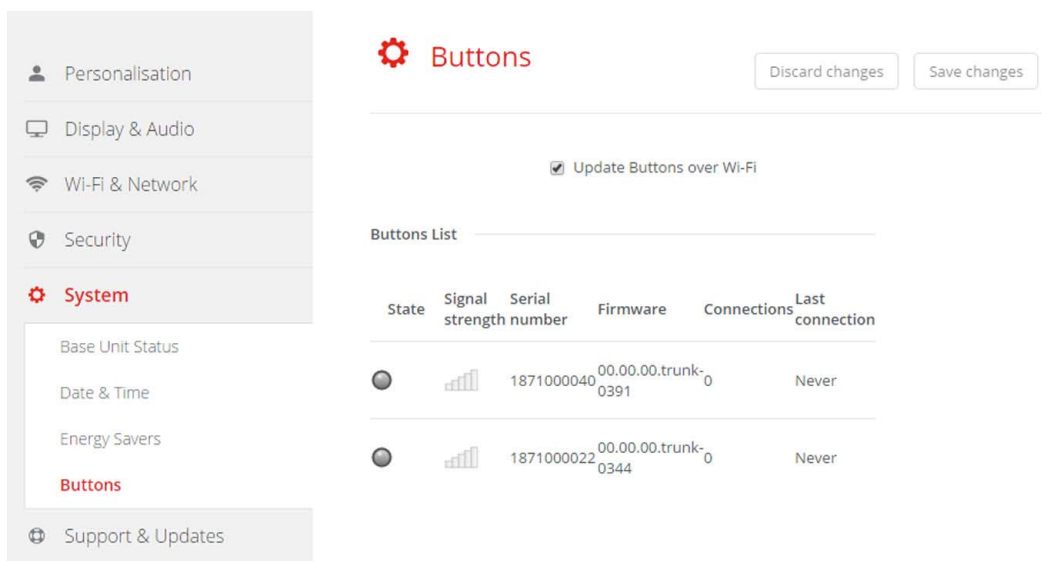 Personalisation
Display & Audio
Wi-Fi & Network
Security
System
Base Unit Status
Date & Time
Energy Savers
Buttons
Support & Updates
Buttons
Discard changes
Save changes
Update Buttons over Wi-Fi
Buttons List
State Signal strength Serial number Firmware Connections Last connection
1871000040 00.00.00.trunk-0391 0 Never
1871000022 00.00.00.trunk-0344 0 Never